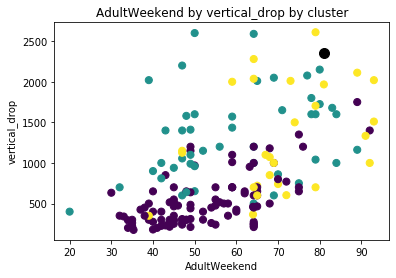 AdultWeekend by vertical_drop by cluster
2500
2000
1500
1000
500
vertical_drop
20 30 40 50 60 70 80 90
AdultWeekend